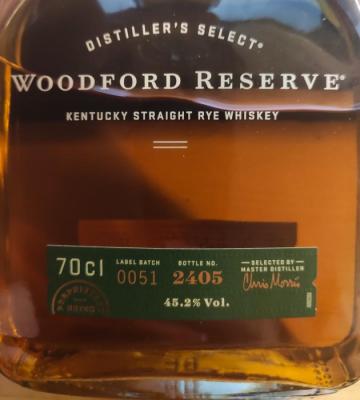 DISTILLER'S SELECT®
WOODFORD RESERVE®
KENTUCKY STRAIGHT RYE WHISKEY
70cl
LABEL BATCH
0051
BOTTLE NO.
2405
45.2% Vol.
SELECTED BY
MASTER DISTILLER
Chris Morris